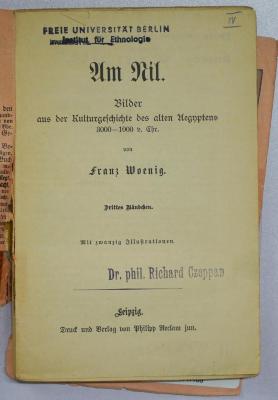 IV
FREIE UNIVERSITÄT BERLIN
Institut für Ethnologie
Am Nil.
Bilder
aus der Kulturgeschichte des alten Aegyptens
3000–1000 v. Chr.
von
Franz Woenig.
Drittes Bändchen.
Mit zwanzig Illustrationen
Dr. phil. Richard Czeppan
Leipzig.
Druck und Verlag von Philipp Reclam jun.